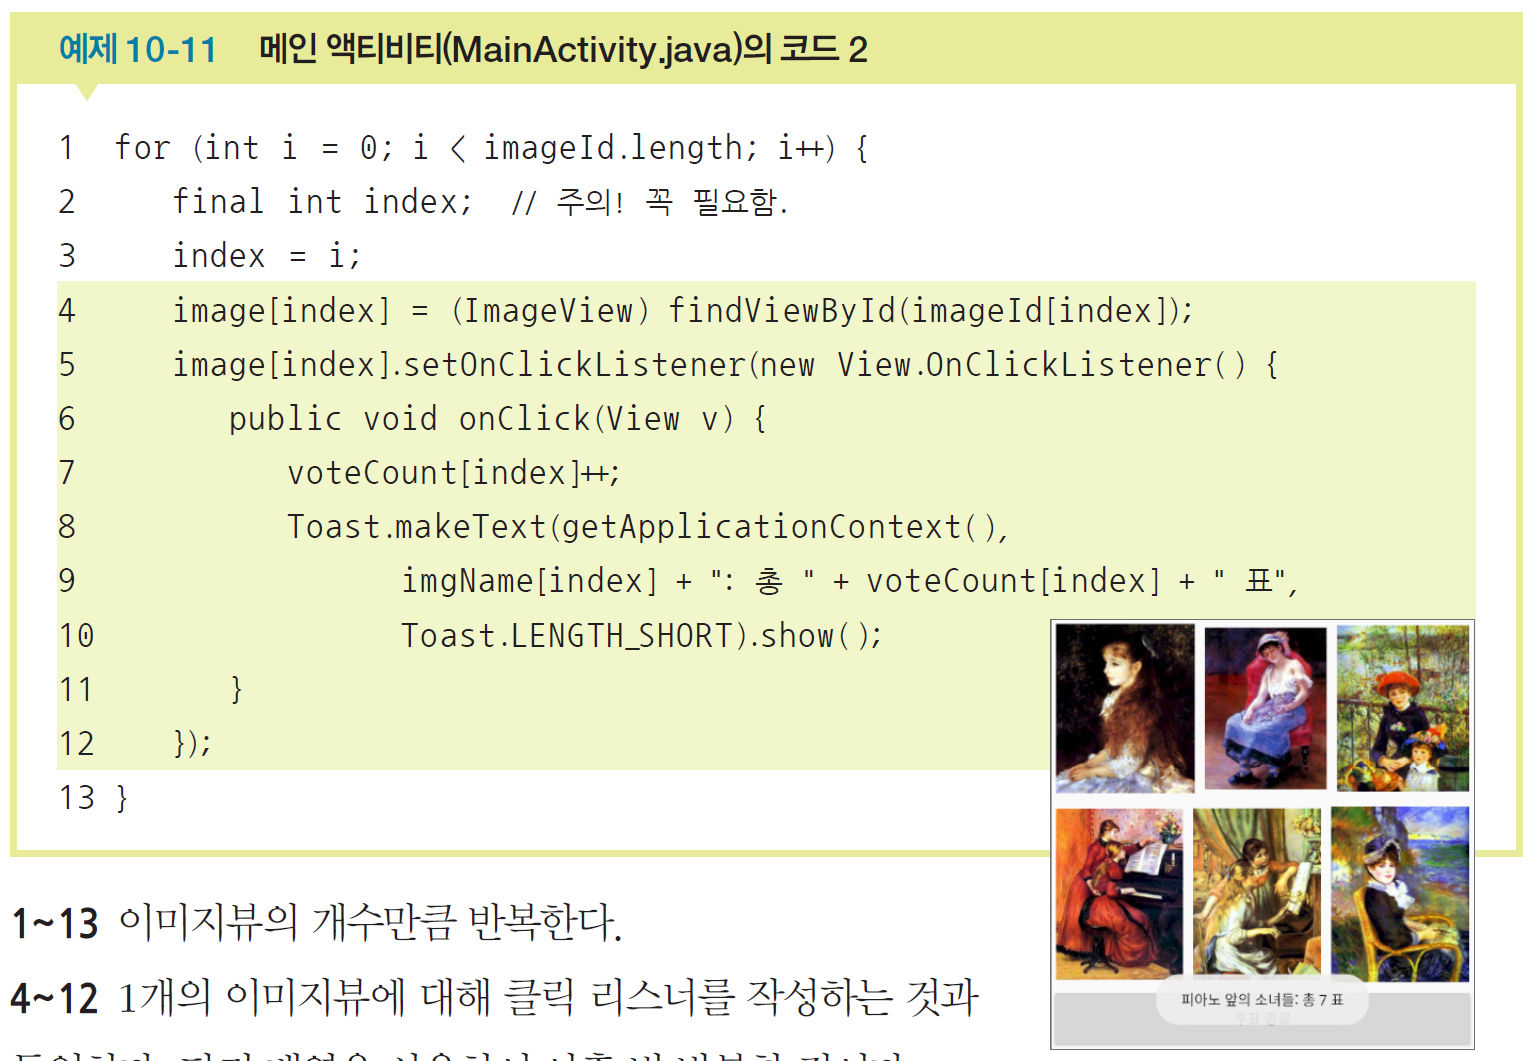 예제 10-11 메인 액티비티(MainActivity.java)의 코드 2
1 for (int i = 0; i < imageId.length; i++) {
2 final int index; // 주의! 꼭 필요함.
3 index = i;
4 image[index] = (ImageView) findViewById(imageId[index]);
5 image[index].setOnClickListener(new View.OnClickListener() {
6 public void onClick(View v) {
7 voteCount[index]++;
8 Toast.makeText(getApplicationContext(),
9 imgName[index] + ": 총 " + voteCount[index] + " 표",
10 Toast.LENGTH_SHORT).show();
11 }
12 });
13 }
피아노 앞의 소녀들: 총 7 표
투표 종료
1~13 이미지뷰의 개수만큼 반복한다.
4~12 1개의 이미지뷰에 대해 클릭 리스너를 작성하는 것과